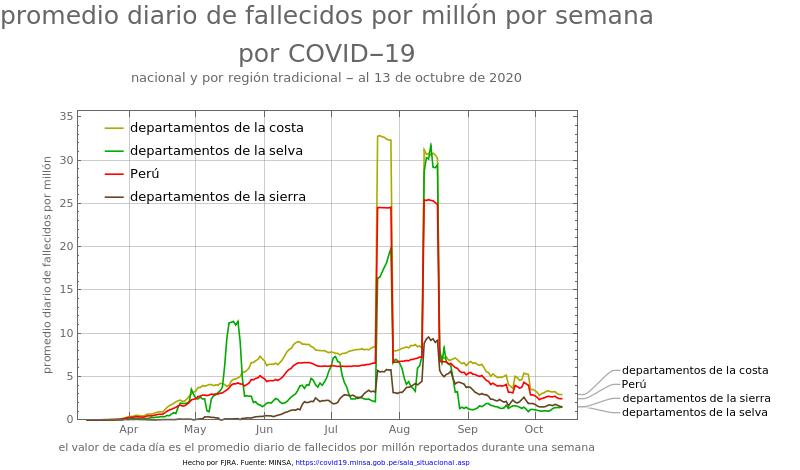 promedio diario de fallecidos por millón por semana
por COVID−19
nacional y por región tradicional − al 13 de octubre de 2020
35
30
25
20
15
10
5
0
promedio diario de fallecidos por millón
departamentos de la costa
departamentos de la selva
Perú
departamentos de la sierra
departamentos de la costa
Perú
departamentos de la sierra
departamentos de la selva
Apr May Jun Jul Aug Sep Oct
el valor de cada día es el promedio diario de fallecidos por millón reportados durante una semana
Hecho por FJRA. Fuente: MINSA, https://covid19.minsa.gob.pe/sala_situacional.asp